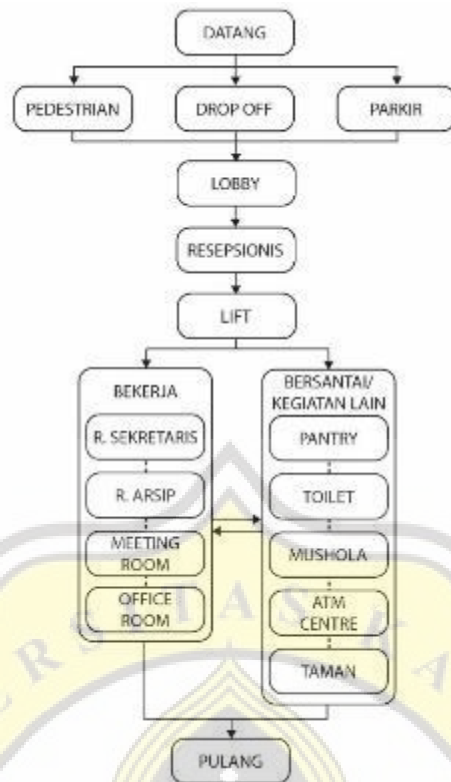 DATANG
PEDESTRIAN
DROP OFF
PARKIR
LOBBY
RESEPSIONIS
LIFT
BEKERJA
R. SEKRETARIS
R. ARSIP
MEETING
ROOM
OFFICE
ROOM
BERSANTAI/
KEGIATAN LAIN
PANTRY
TOILET
MUSHOLA
ATM
CENTRE
TAMAN
PULANG